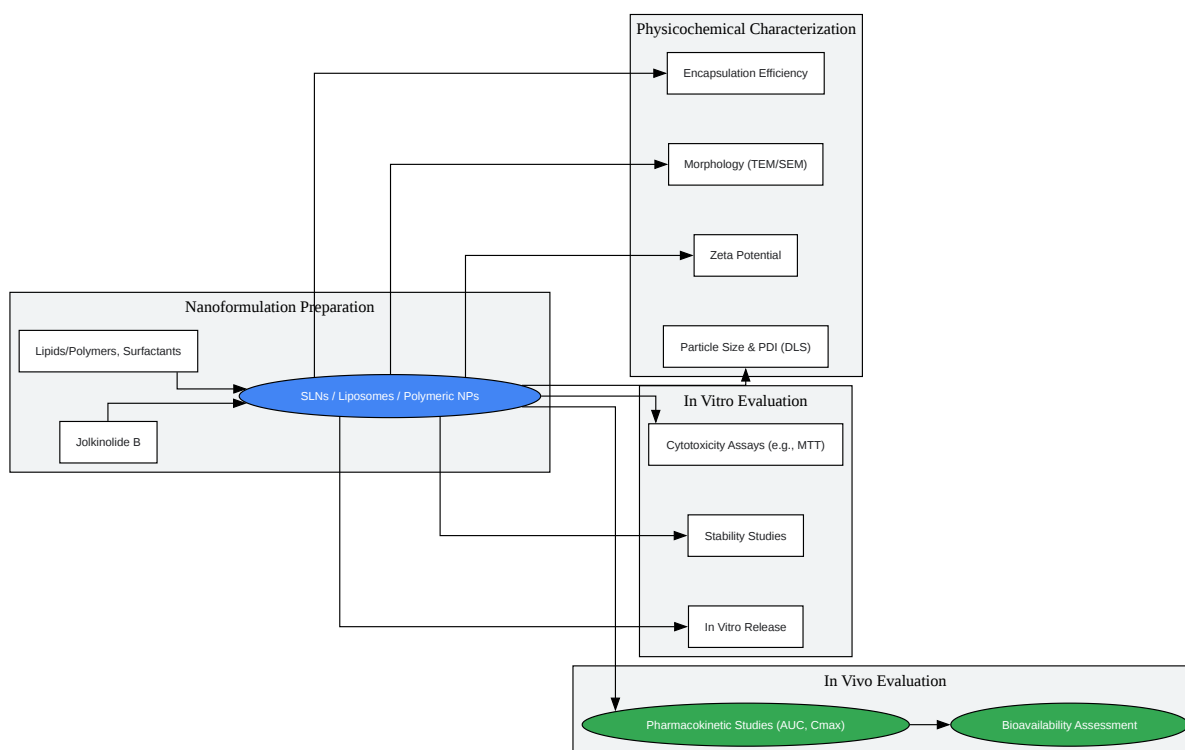 Physicochemical Characterization
Encapsulation Efficiency
Morphology (TEM/SEM)
Zeta Potential
Particle Size & PDI (DLS)
Nanoformulation Preparation
Lipids/Polymers, Surfactants
SLNs / Liposomes / Polymeric NPs
Jolkinolide B
In Vitro Evaluation
Cytotoxicity Assays (e.g., MTT)
Stability Studies
In Vitro Release
In Vivo Evaluation
Pharmacokinetic Studies (AUC, Cmax)
Bioavailability Assessment